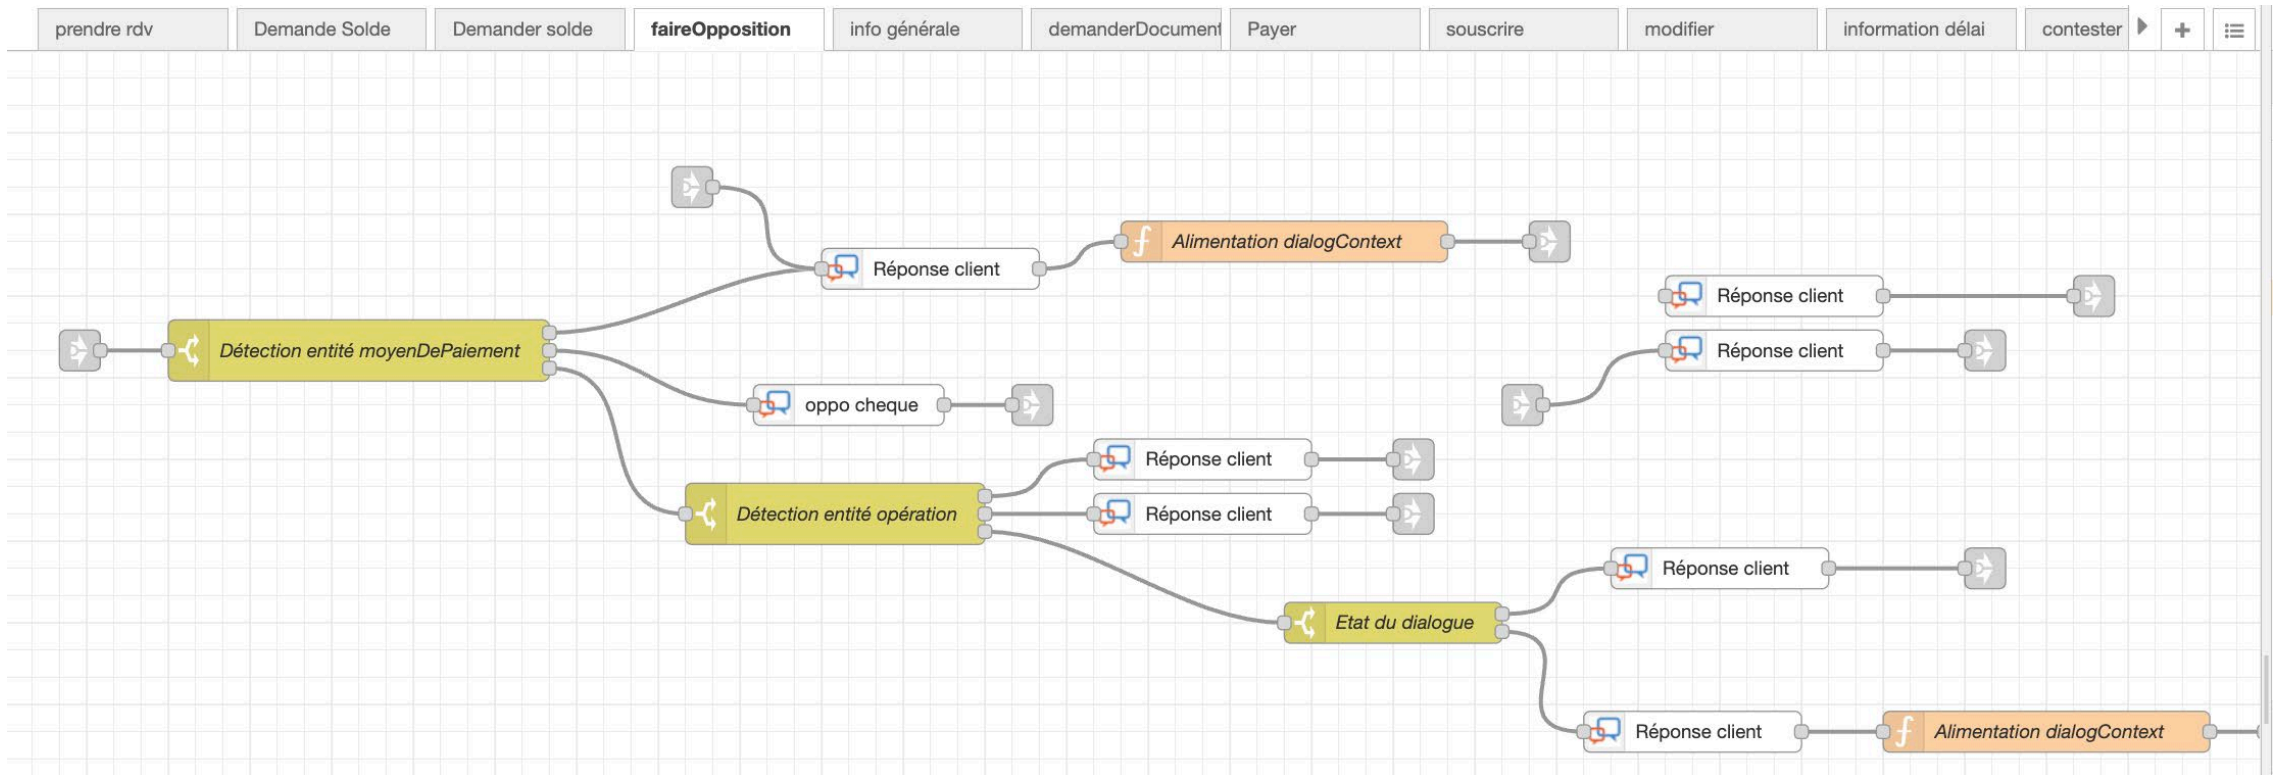 prendre rdv
Demande Solde
Demander solde
faireOpposition
info générale
demanderDocument
Payer
souscrire
modifier
information délai
contester
Alimentation dialogContext
Réponse client
Réponse client
Détection entité moyenDePaiement
Réponse client
oppo cheque
Réponse client
Détection entité opération
Réponse client
Réponse client
Etat du dialogue
Réponse client
Alimentation dialogContext